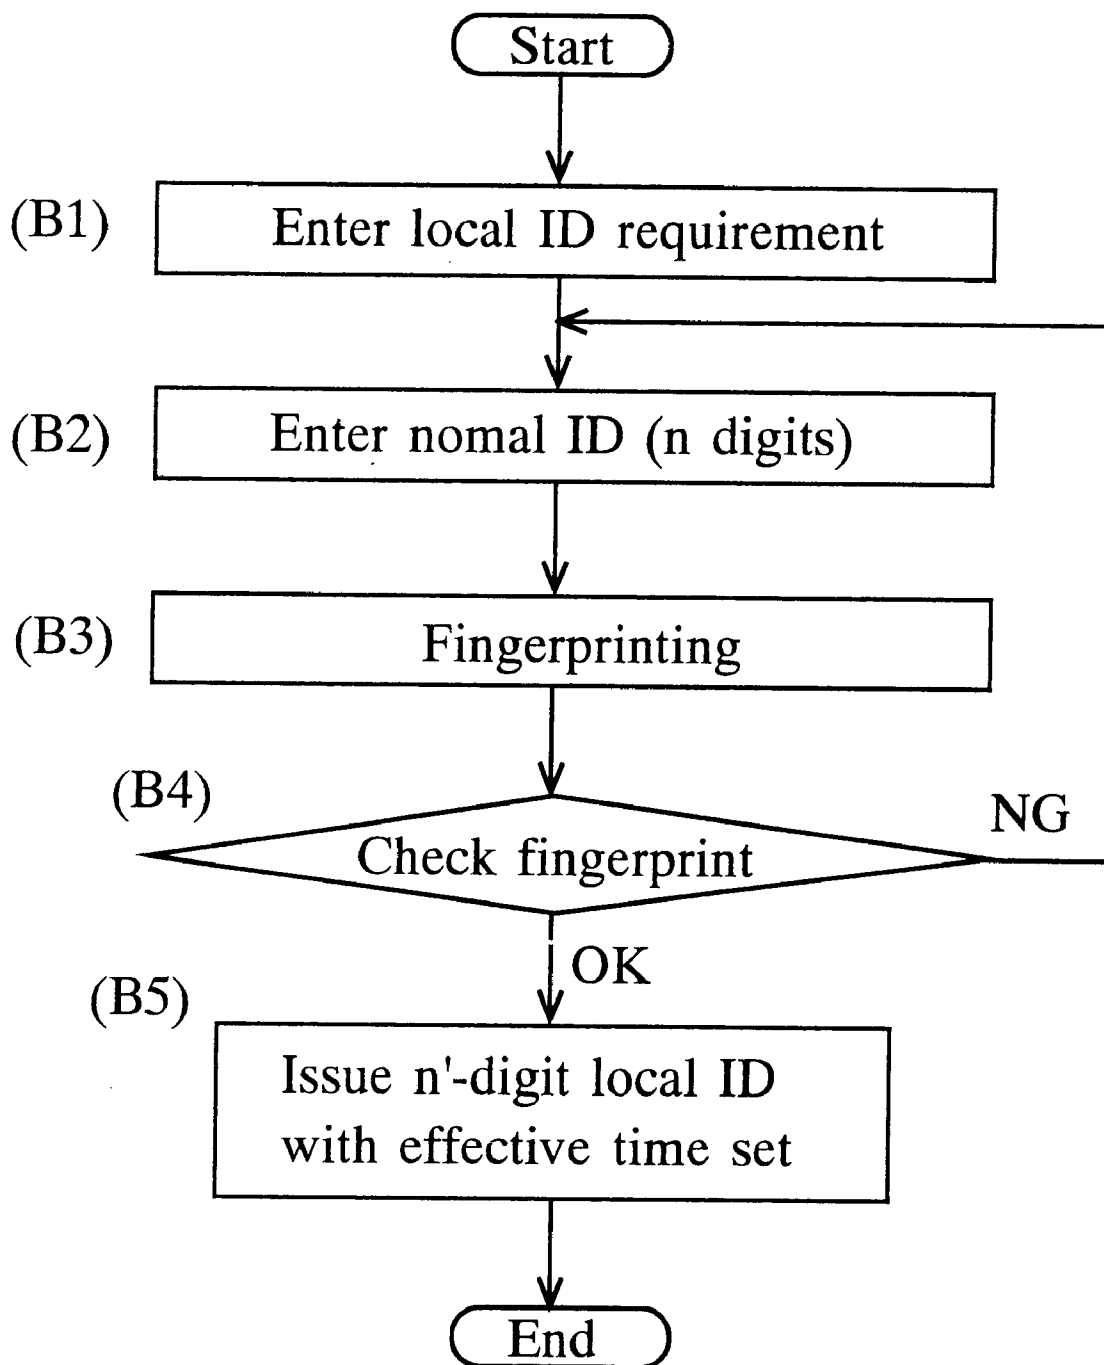 Start
(B1)
Enter local ID requirement
(B2)
Enter nomal ID (n digits)
(B3)
Fingerprinting
(B4)
Check fingerprint
NG
OK
(B5)
Issue n'-digit local ID
with effective time set
End